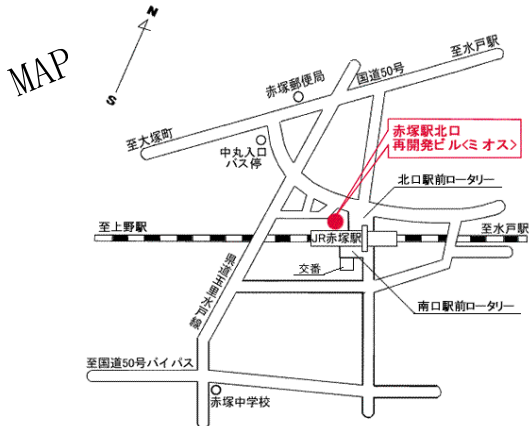 N
S
MAP
至水戸駅
国道50号
赤塚郵便局
至大塚町
中丸入口
バス停
赤塚駅北口
再開発ビル<ミオス>
北口駅前ロータリー
至上野駅
至水戸駅
JR赤塚駅
交番
県道玉里水戸線
南口駅前ロータリー
至国道50号バイパス
赤塚中学校